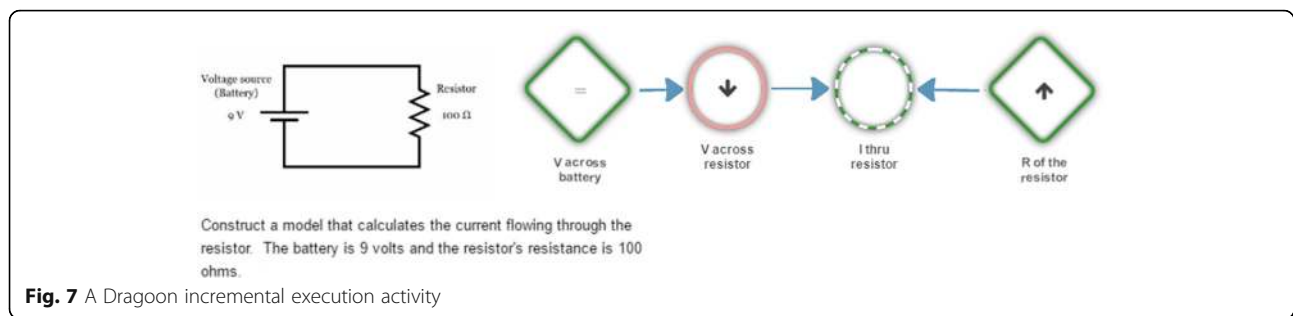 Voltage source
(Battery)
9 V
Resistor
100 Ω
=
V across
battery
V across
resistor
I thru
resistor
R of the
resistor
Construct a model that calculates the current flowing through the
resistor. The battery is 9 volts and the resistor's resistance is 100
ohms.
Fig. 7 A Dragoon incremental execution activity